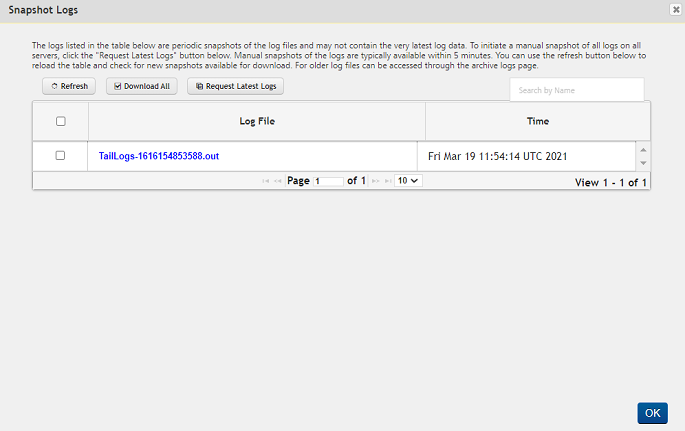 Snapshot Logs
The logs listed in the table below are periodic snapshots of the log files and may not contain the very latest log data. To initiate a manual snapshot of all logs on all
servers, click the "Request Latest Logs" button below. Manual snapshots of the logs are typically available within 5 minutes. You can use the refresh button below to
reload the table and check for new snapshots available for download. For older log files can be accessed through the archive logs page.
Refresh Download All Request Latest Logs Search by Name
Log File Time
TailLogs-1616154853588.out Fri Mar 19 11:54:14 UTC 2021
Page 1 of 1 10 View 1 - 1 of 1
OK